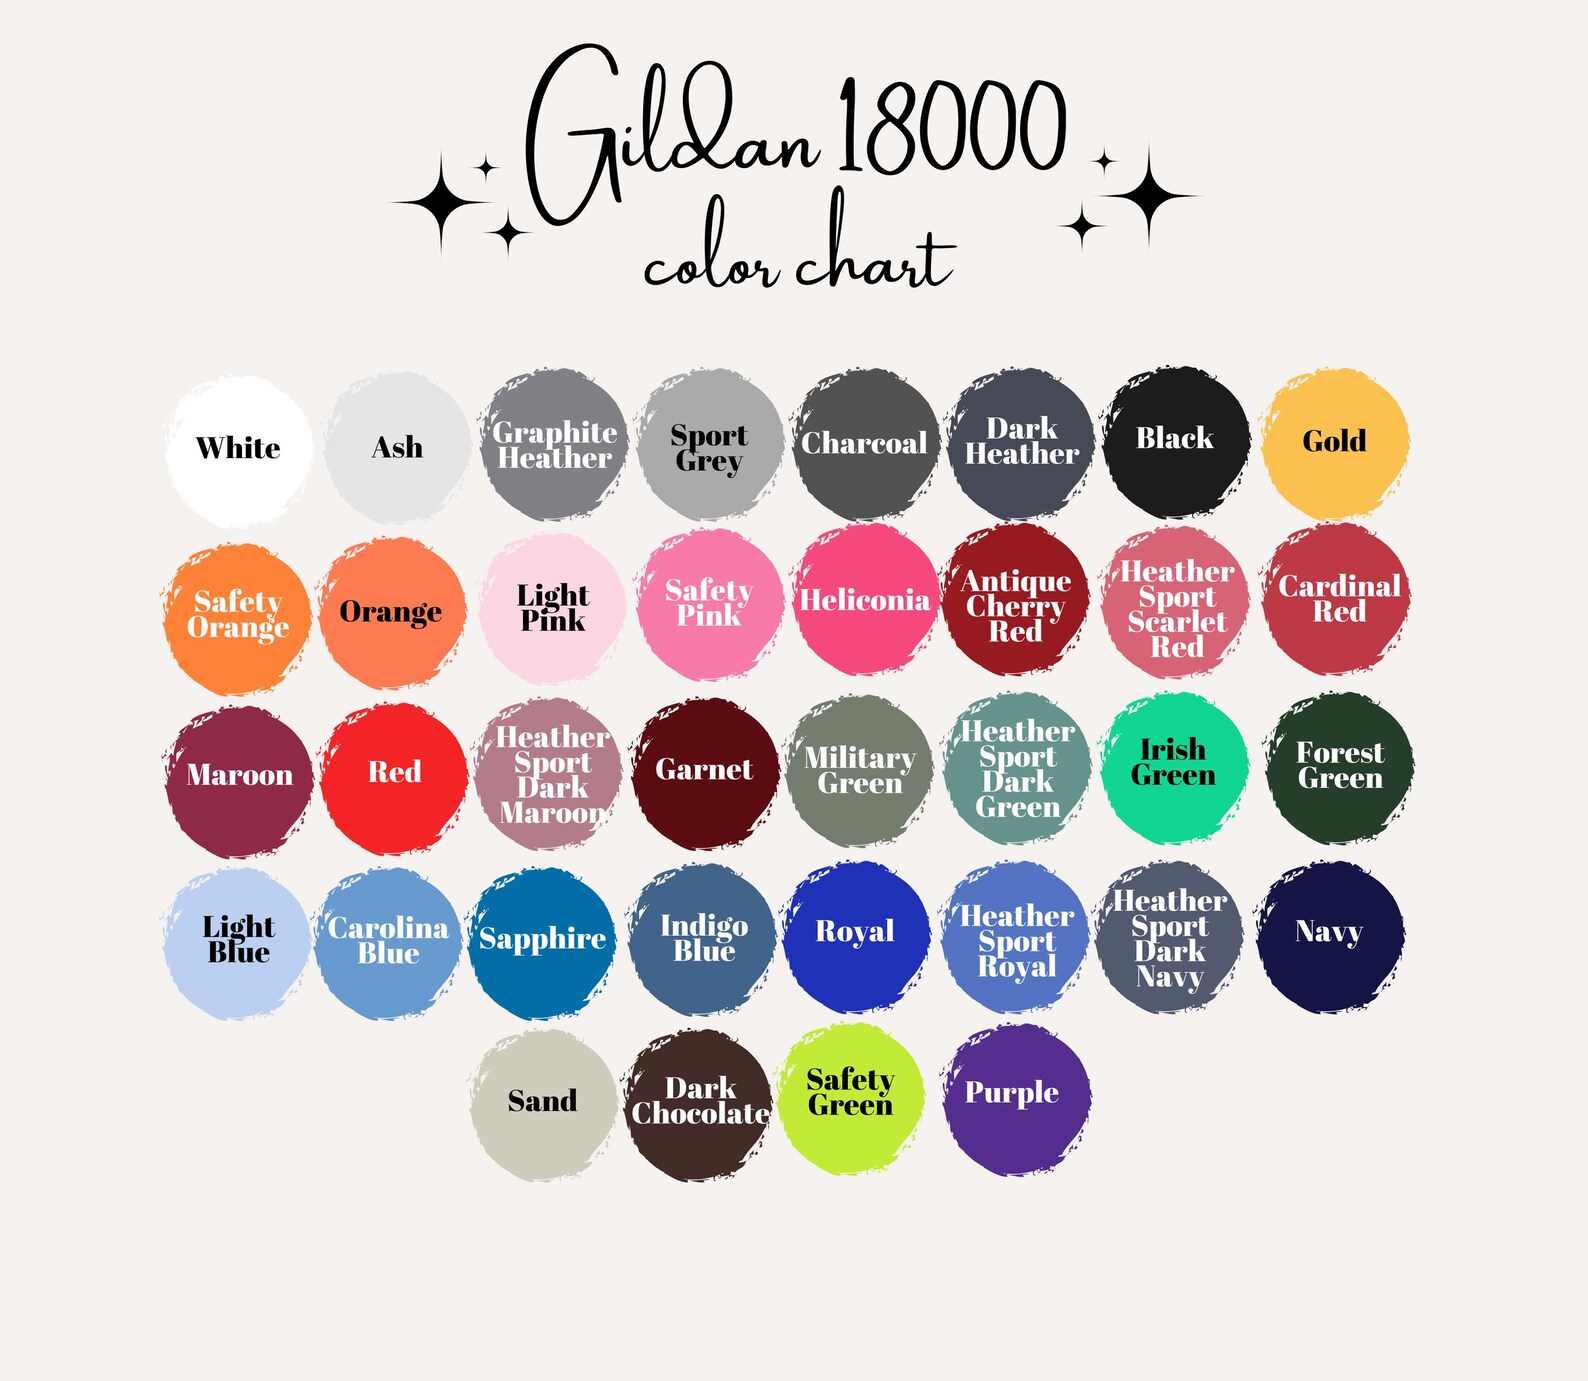 Gildan 18000
color chart
White
Ash
Graphite
Heather
Sport
Grey
Charcoal
Dark
Heather
Black
Gold
Safety
Orange
Orange
Light
Pink
Safety
Pink
Heliconia
Antique
Cherry
Red
Heather
Sport
Scarlet
Red
Cardinal
Red
Maroon
Red
Heather
Sport
Dark
Maroon
Garnet
Military
Green
Heather
Sport
Dark
Green
Irish
Green
Forest
Green
Light
Blue
Carolina
Blue
Sapphire
Indigo
Blue
Royal
Heather
Sport
Royal
Heather
Sport
Dark
Navy
Navy
Sand
Dark
Chocolate
Safety
Green
Purple